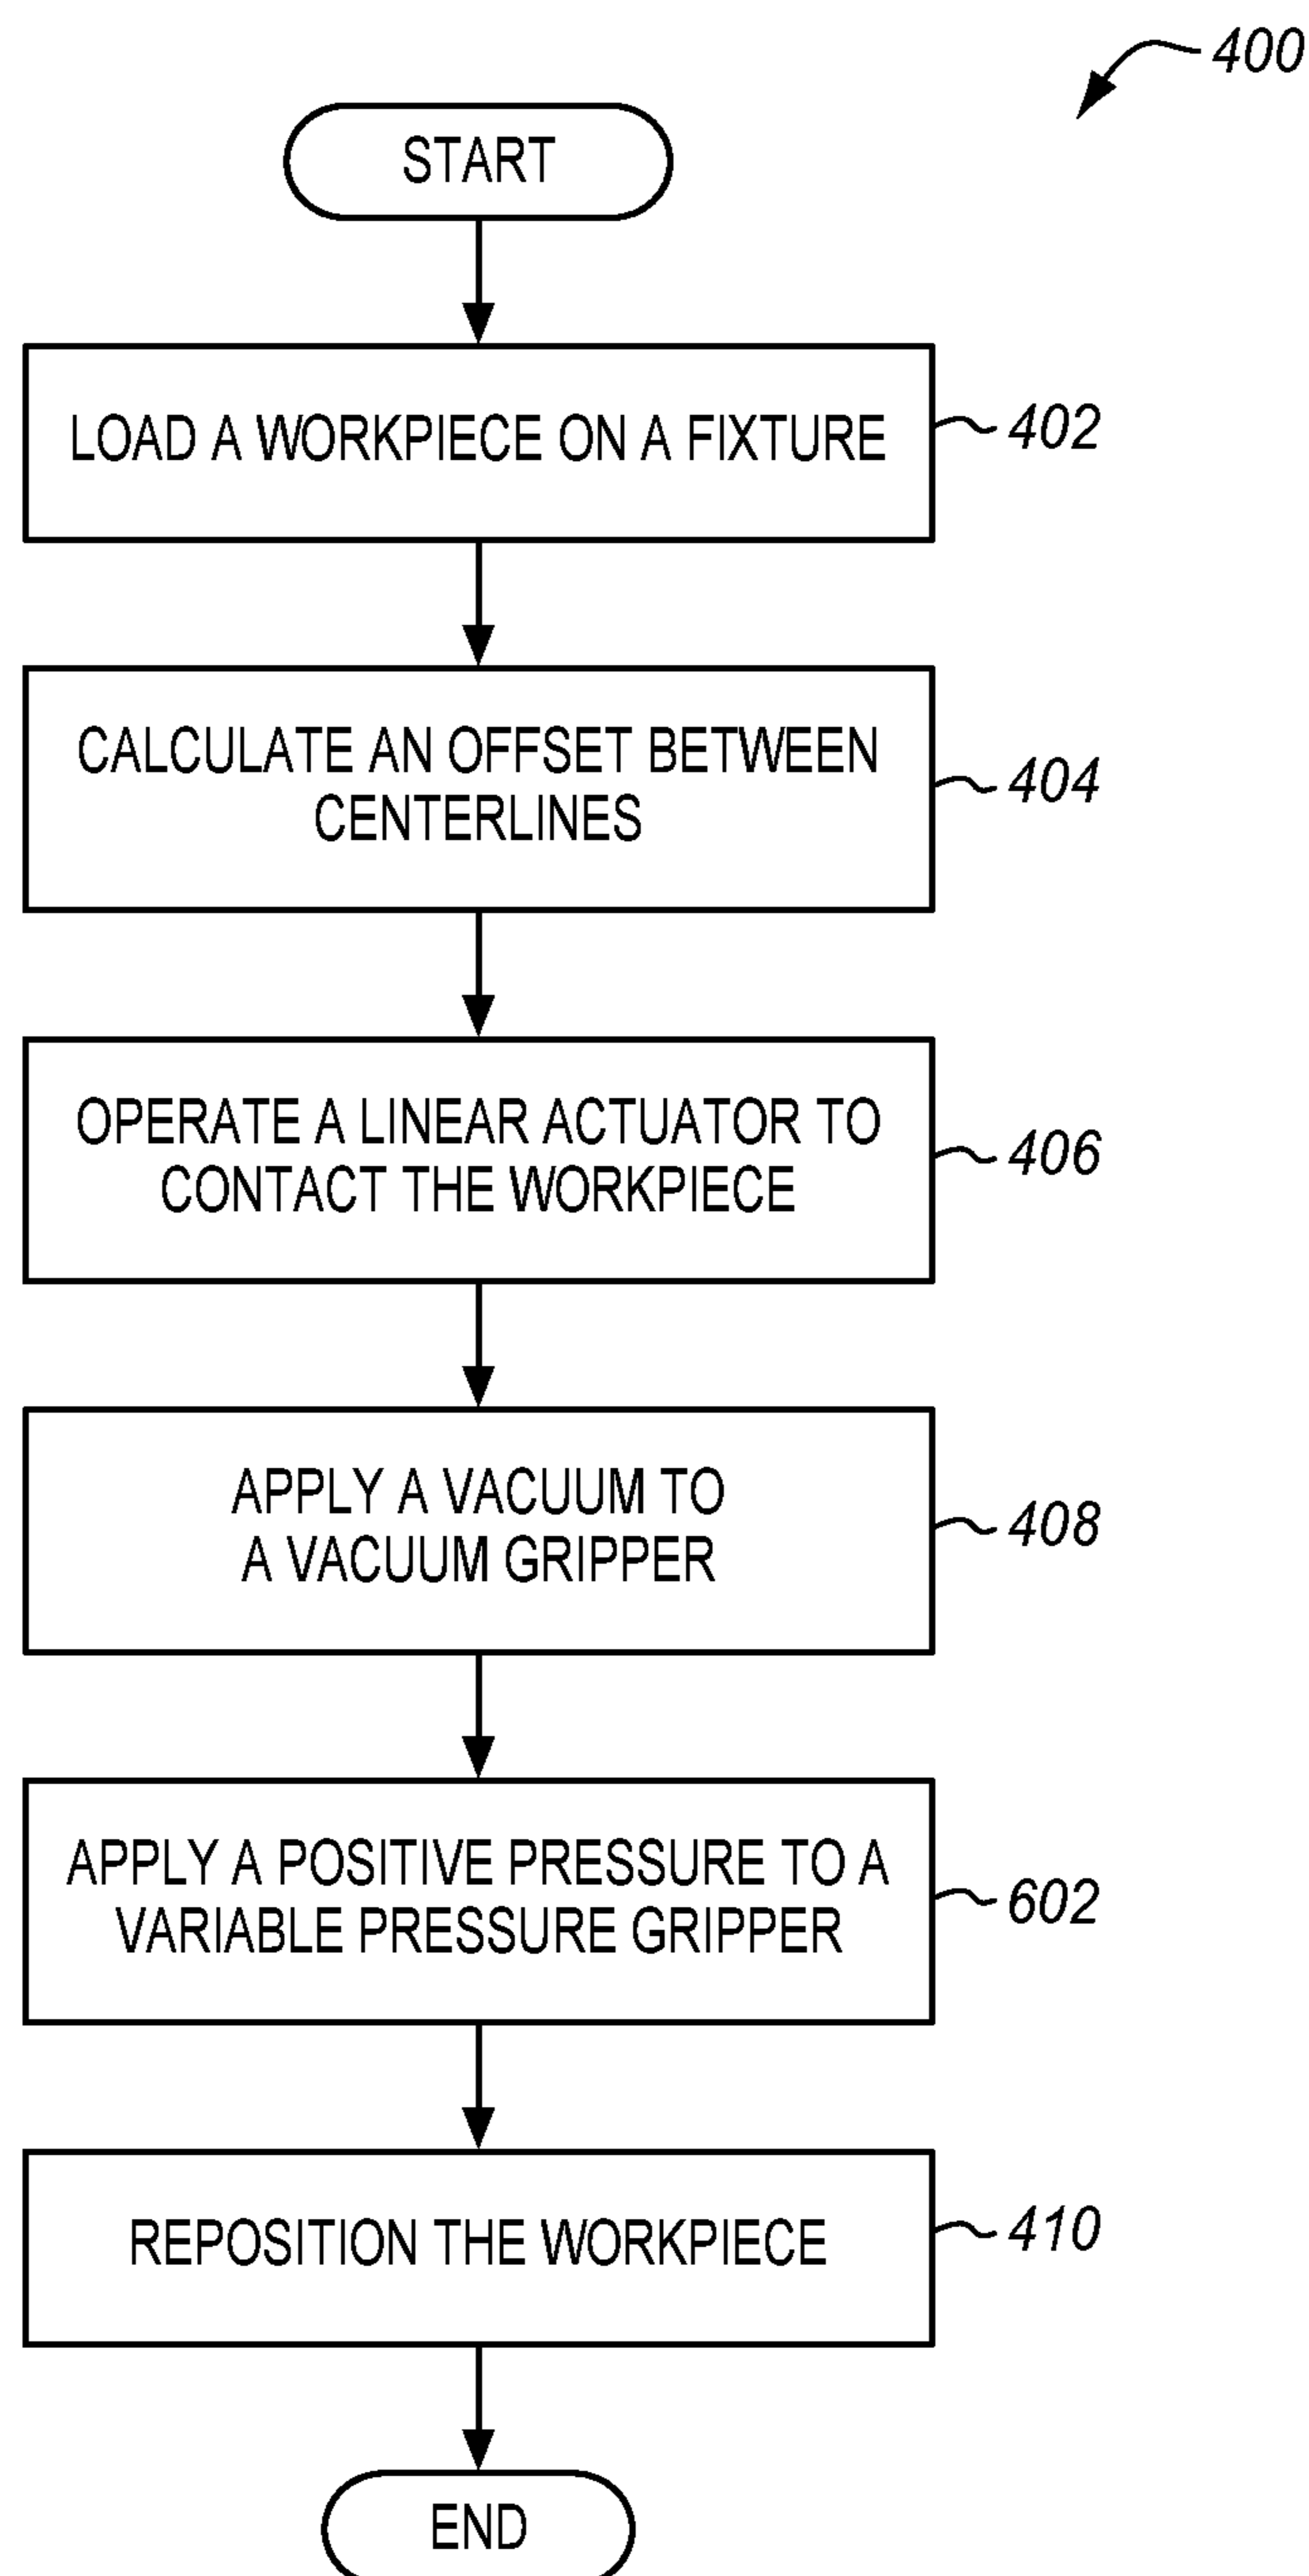 400
START
LOAD A WORKPIECE ON A FIXTURE
402
CALCULATE AN OFFSET BETWEEN
CENTERLINES
404
OPERATE A LINEAR ACTUATOR TO
CONTACT THE WORKPIECE
406
APPLY A VACUUM TO
A VACUUM GRIPPER
408
APPLY A POSITIVE PRESSURE TO A
VARIABLE PRESSURE GRIPPER
602
REPOSITION THE WORKPIECE
410
END